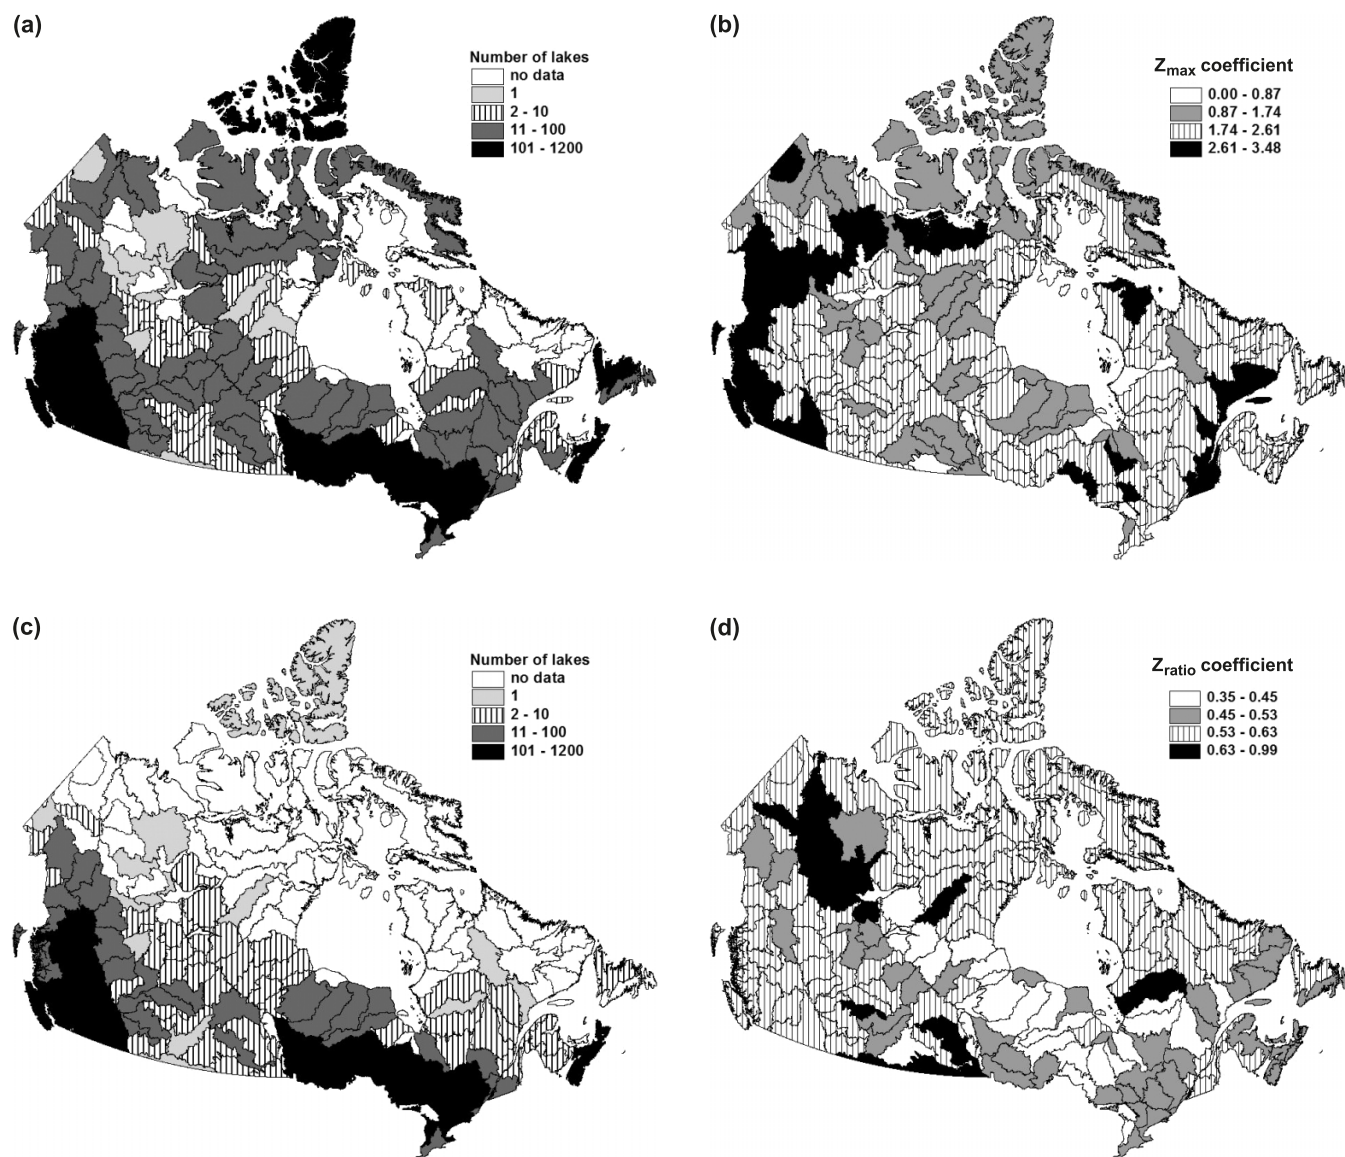 (a)
Number of lakes
no data
1
2 - 10
11 - 100
101 - 1200
(b)
Zmax coefficient
0.00 - 0.87
0.87 - 1.74
1.74 - 2.61
2.61 - 3.48
(c)
Number of lakes
no data
1
2 - 10
11 - 100
101 - 1200
(d)
Zratio coefficient
0.35 - 0.45
0.45 - 0.53
0.53 - 0.63
0.63 - 0.99